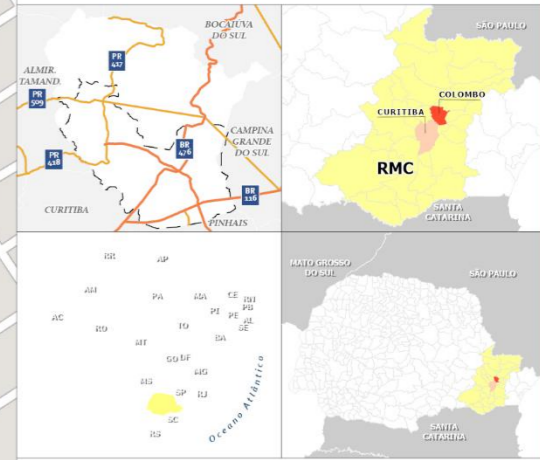 BOCAIUVA
DO SUL
PR
417
ALMIR.
TAMAND.
PR
509
CAMPINA
GRANDE
DO SUL
BR
476
PR
418
BR
116
CURITIBA
PINHAIS
SÃO PAULO
COLOMBO
CURITIBA
RMC
SANTA
CATARINA
RR
AP
AM
PA
MA
CE
RN
PB
PI
PE
AL
SE
AC
RO
TO
BA
MT
GO
DF
MG
MS
SP
RJ
SC
RS
Oceano Atlântico
MATO GROSSO
DO SUL
SÃO PAULO
SANTA
CATARINA